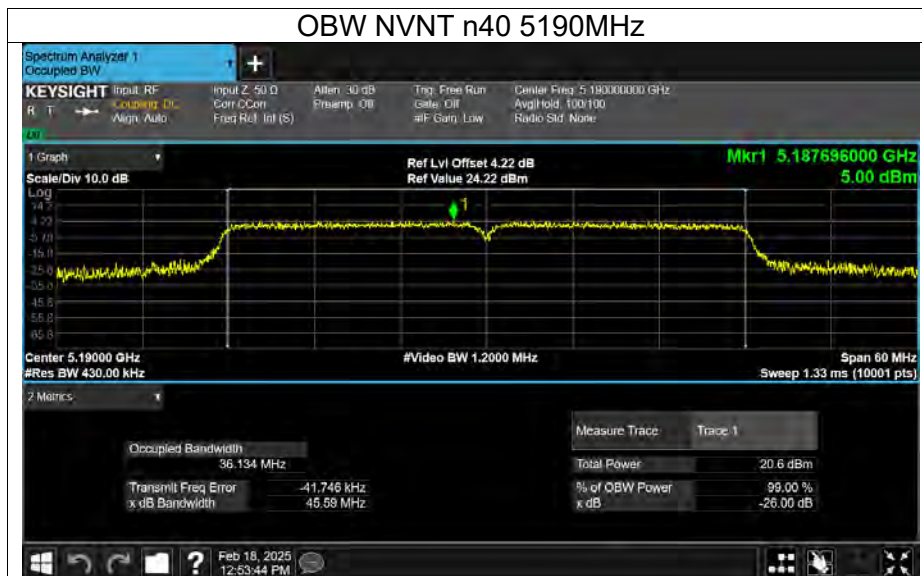 OBW NVNT n40 5190MHz
Spectrum Analyzer 1
Occupied BW
1
+
KEYSIGHT Input: RF
Input Z: 50 Ω
Atten: 30 dB
Trig: Free Run
Center Freq: 5.190000000 GHz
R T
Coupling: DC
Corr CCorr
Preamp: Off
Gate: Off
Avg|Hold: 100/100
Align: Auto
Freq Ref: Int (S)
#IF Gain: Low
Radio Std: None
1 Graph
Ref Lvl Offset 4.22 dB
Mkr1 5.187696000 GHz
Scale/Div 10.0 dB
Ref Value 24.22 dBm
5.00 dBm
Log
4.22
1
Center 5.19000 GHz
#Video BW 1.2000 MHz
Span 60 MHz
#Res BW 430.00 kHz
Sweep 1.33 ms (10001 pts)
2 Metrics
Measure Trace
Trace 1
Occupied Bandwidth
36.134 MHz
Total Power
20.6 dBm
Transmit Freq Error
-41.746 kHz
% of OBW Power
99.00 %
x dB Bandwidth
45.59 MHz
x dB
-26.00 dB
?
Feb 18, 2025
12:53:44 PM